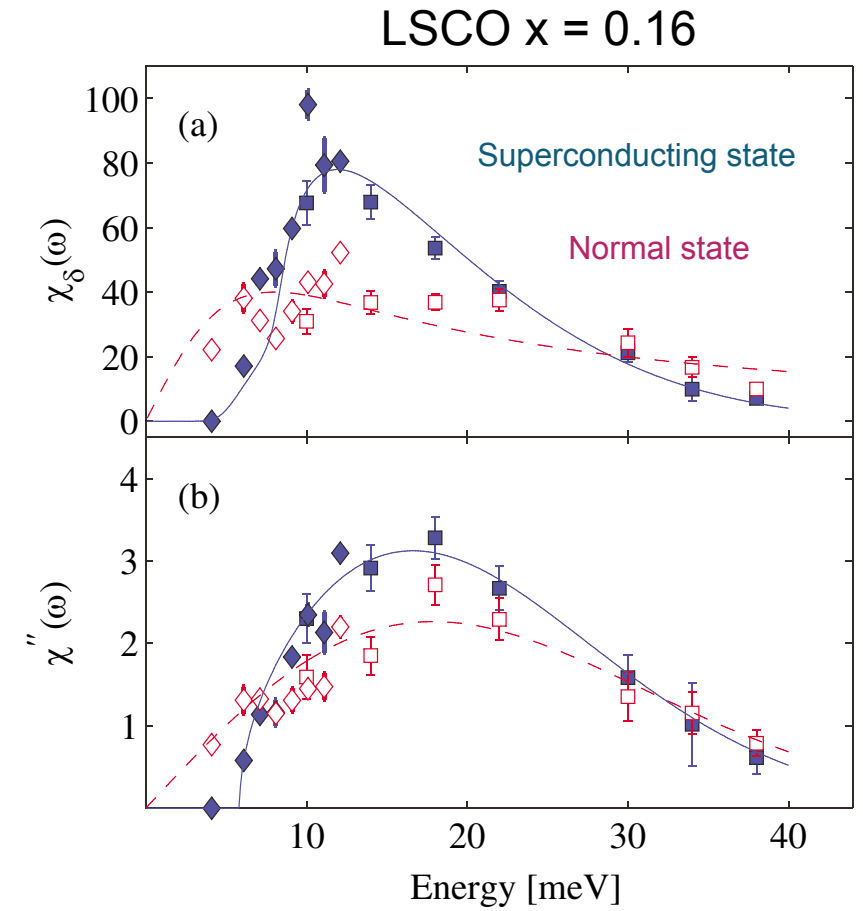 LSCO x = 0.16
(a)
Superconducting state
Normal state
100
80
60
40
20
0
χδ(ω)
(b)
4
3
2
1
χ″(ω)
10
20
30
40
Energy [meV]